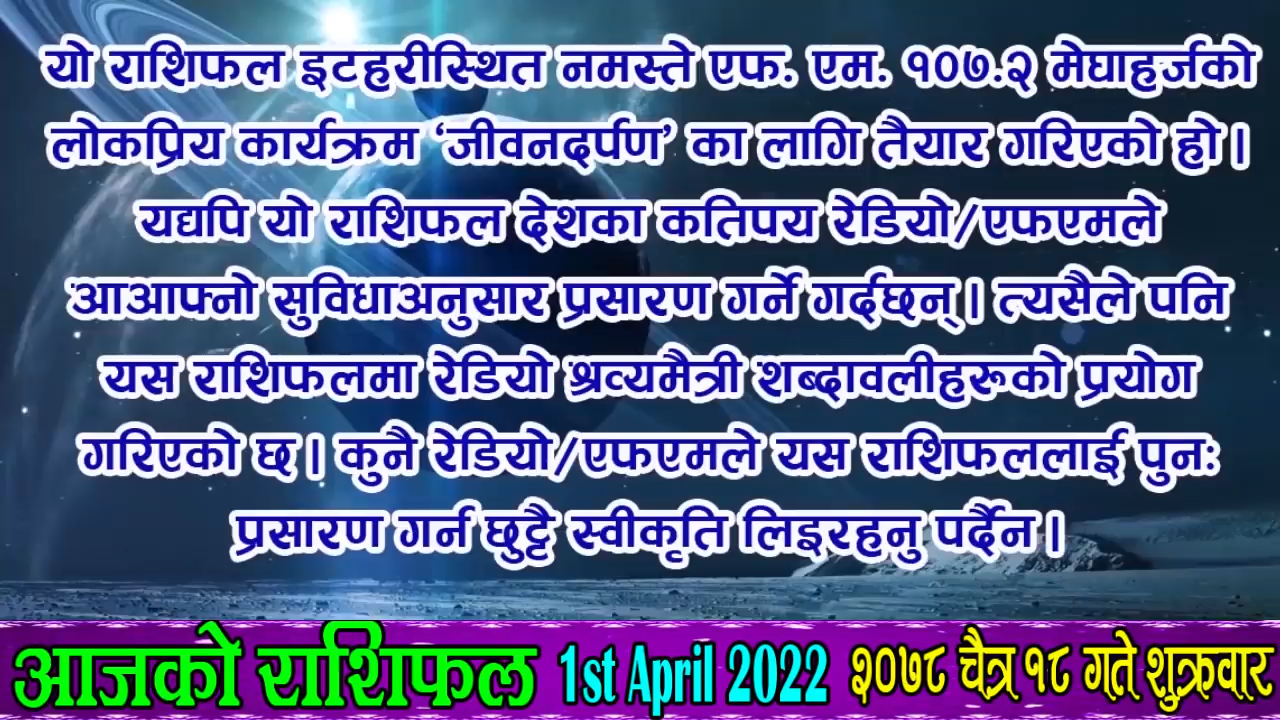 यो राशिफल इटहरीस्थित नमस्ते एफ. एम. १०७.२ मेघाहर्जको
लोकप्रिय कार्यक्रम ‘जीवनदर्पण’ का लागि तैयार गरिएको हो ।
यद्यपि यो राशिफल देशका कतिपय रेडियो/एफएमले
आआफ्नो सुविधाअनुसार प्रसारण गर्ने गर्दछन् । त्यसैले पनि
यस राशिफलमा रेडियो श्रव्यमैत्री शब्दावलीहरूको प्रयोग
गरिएको छ । कुनै रेडियो/एफएमले यस राशिफललाई पुनः
प्रसारण गर्न छुट्टै स्वीकृति लिइरहनु पर्दैन ।
आजको राशिफल 1st April 2022 २०७८ चैत्र १८ गते शुक्रवार